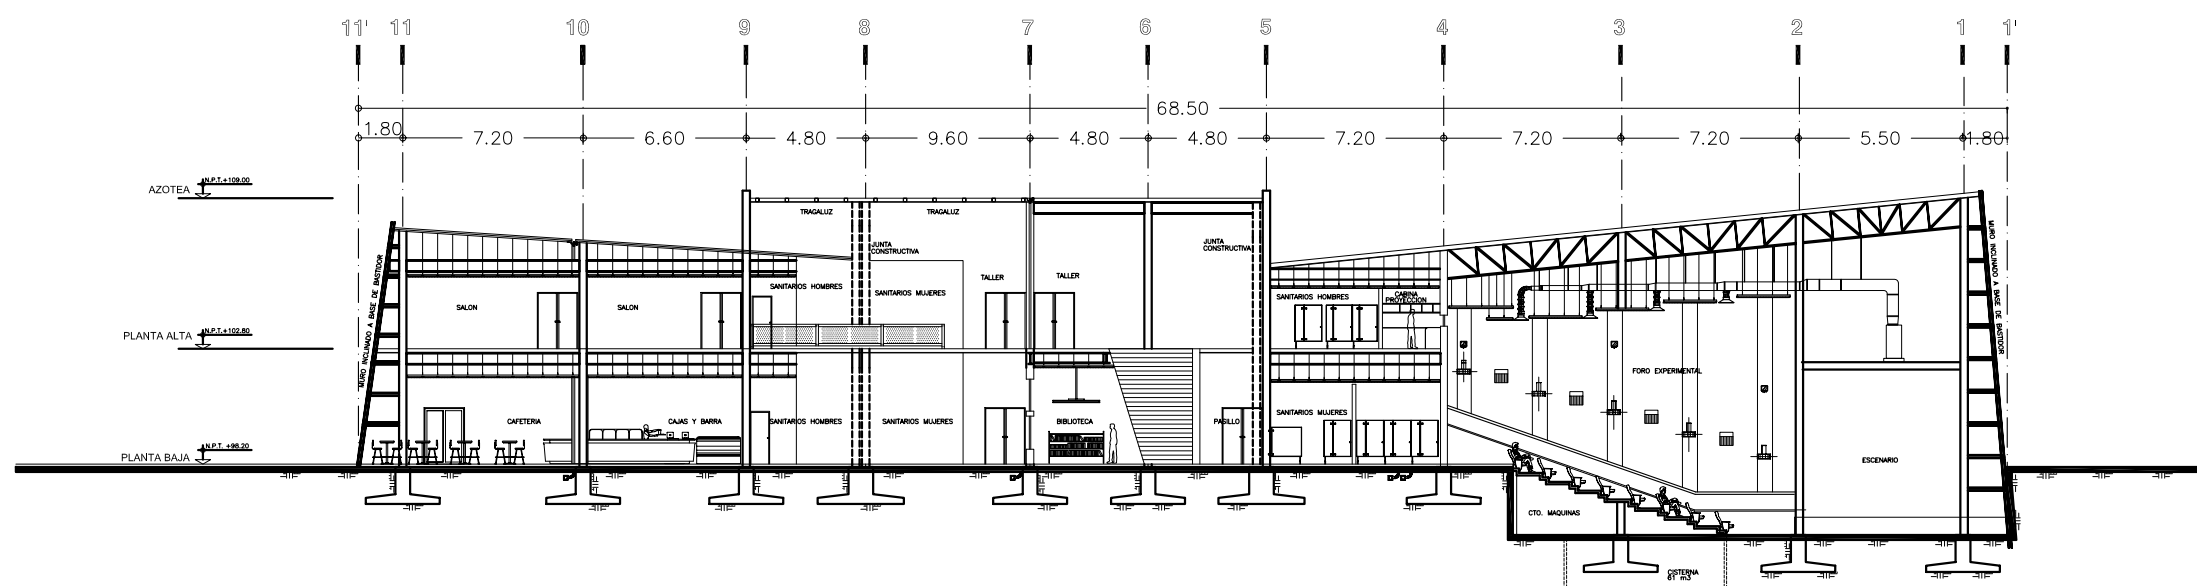 11' 11 10 9 8 7 6 5 4 3 2 1 1'
68.50
1.80 7.20 6.60 4.80 9.60 4.80 4.80 7.20 7.20 7.20 5.50 1.80
AZOTEA N.P.T.+109.00
TRAGALUZ TRAGALUZ
JUNTA
CONSTRUCTIVA
JUNTA
CONSTRUCTIVA
MURO INCLINADO A BASE DE BASTIDOR
MURO INCLINADO A BASE DE BASTIDOR
TALLER TALLER
SALON SALON
SANITARIOS HOMBRES
SANITARIOS MUJERES
SANITARIOS HOMBRES
CABINA
PROYECCION
PLANTA ALTA N.P.T.+102.80
FORO EXPERIMENTAL
CAFETERIA
CAJAS Y BARRA
SANITARIOS HOMBRES
SANITARIOS MUJERES
BIBLIOTECA
PASILLO
SANITARIOS MUJERES
PLANTA BAJA N.P.T. +98.20
ESCENARIO
CTO. MAQUINAS
CISTERNA
61 m3